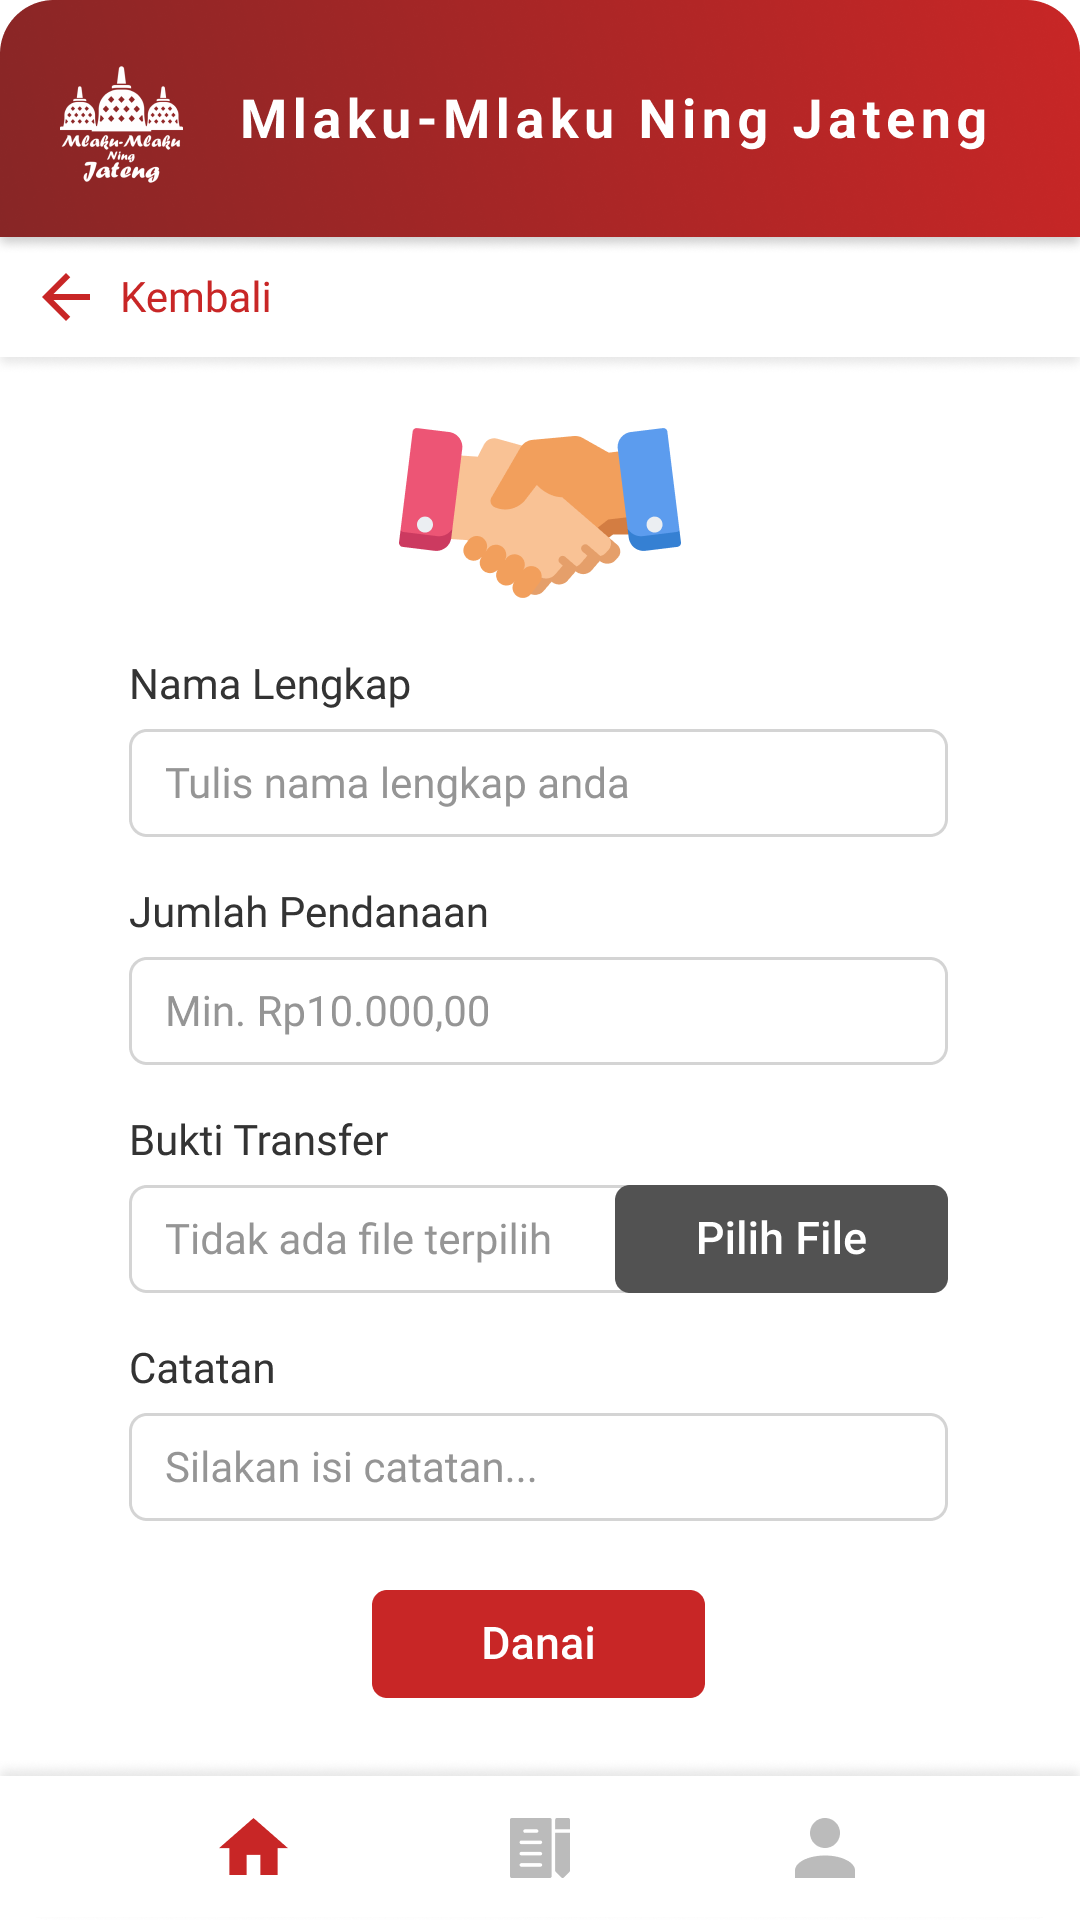 Mlaku-Mlaku
Ning
Jateng
Mlaku-Mlaku Ning Jateng
Kembali
Nama Lengkap
Tulis nama lengkap anda
Jumlah Pendanaan
Min. Rp10.000,00
Bukti Transfer
Tidak ada file terpilih
Pilih File
Catatan
Silakan isi catatan...
Danai